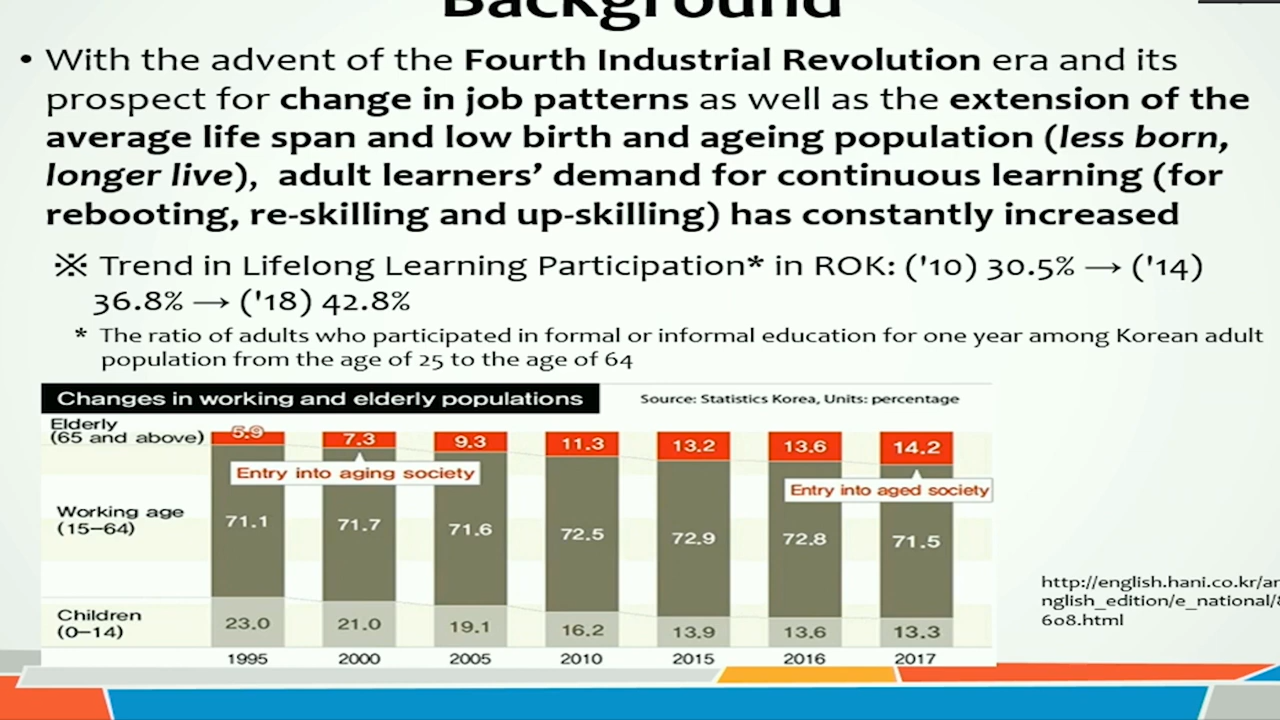 Background
• With the advent of the Fourth Industrial Revolution era and its
prospect for change in job patterns as well as the extension of the
average life span and low birth and ageing population (less born,
longer live), adult learners’ demand for continuous learning (for
rebooting, re-skilling and up-skilling) has constantly increased
※ Trend in Lifelong Learning Participation* in ROK: ('10) 30.5% → ('14)
36.8% → ('18) 42.8%
* The ratio of adults who participated in formal or informal education for one year among Korean adult
population from the age of 25 to the age of 64
Changes in working and elderly populations
Source: Statistics Korea, Units: percentage
Elderly
(65 and above)
5.9 7.3 9.3 11.3 13.2 13.6 14.2
Entry into aging society
Entry into aged society
Working age
(15–64)
71.1 71.7 71.6 72.5 72.9 72.8 71.5
Children
(0–14)
23.0 21.0 19.1 16.2 13.9 13.6 13.3
1995 2000 2005 2010 2015 2016 2017
http://english.hani.co.kr/ar
nglish_edition/e_national/8
608.html